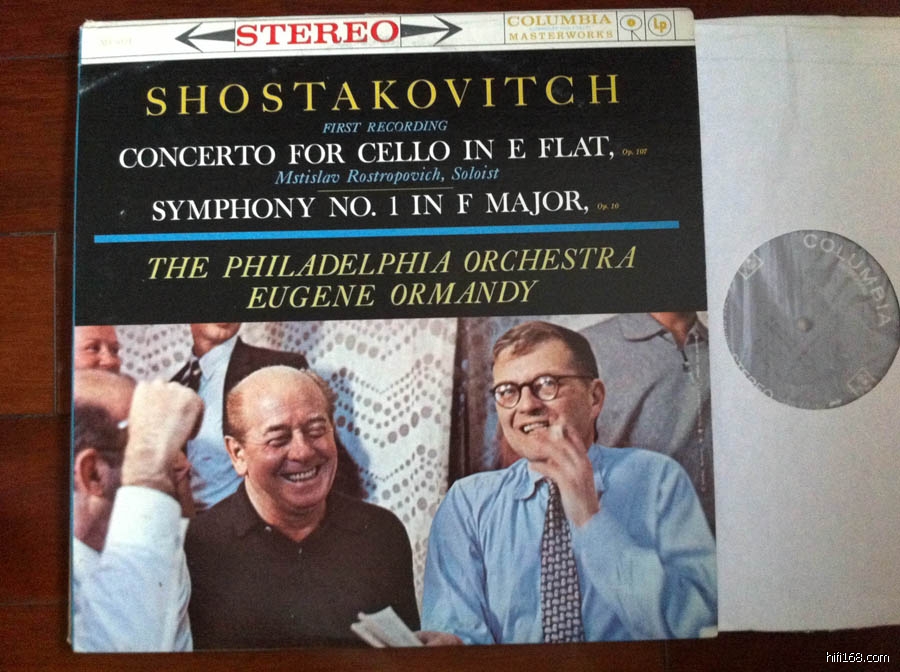 STEREO
COLUMBIA
MASTERWORKS
Lp
SHOSTAKOVITCH
FIRST RECORDING
CONCERTO FOR CELLO IN E FLAT, Op. 107
Mstislav Rostropovich, Soloist
SYMPHONY NO. 1 IN F MAJOR, Op. 10
THE PHILADELPHIA ORCHESTRA
EUGENE ORMANDY
COLUMBIA
hifi168.com